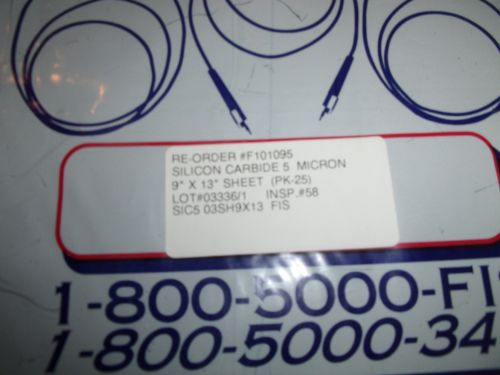 RE-ORDER #F101095
SILICON CARBIDE 5 MICRON
9" X 13" SHEET (PK-25)
LOT#03336/1 INSP.#58
SIC5 03SH9X13 FIS
1-800-5000-FIS
1-800-5000-34